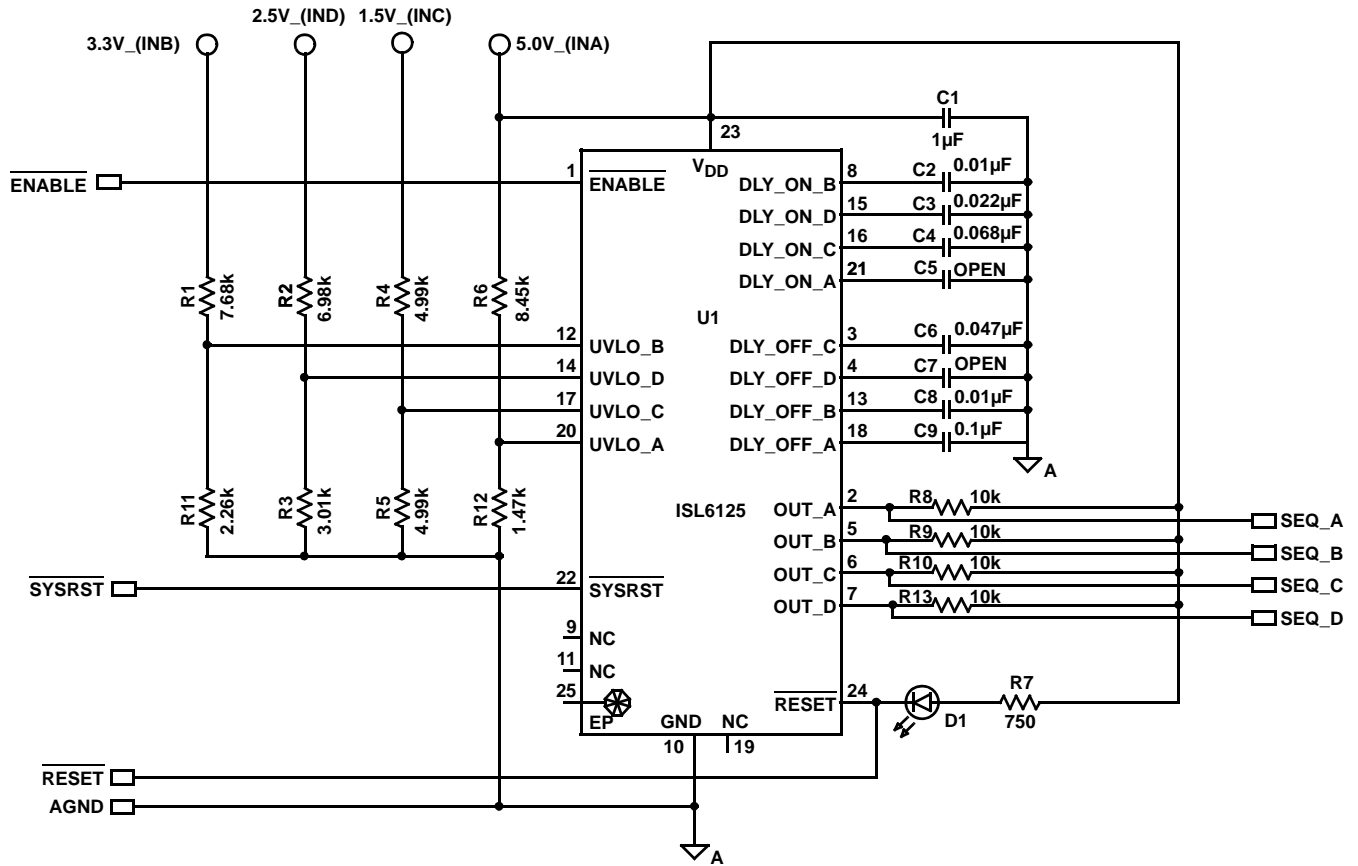 2.5V_(IND) 1.5V_(INC)
3.3V_(INB) 5.0V_(INA)
C1
1µF
23
V_DD
ENABLE
1
ENABLE
DLY_ON_B 8 C2 0.01µF
DLY_ON_D 15 C3 0.022µF
DLY_ON_C 16 C4 0.068µF
DLY_ON_A 21 C5 OPEN
R1 7.68k
R2 6.98k
R4 4.99k
R6 8.45k
U1
12 UVLO_B
14 UVLO_D
17 UVLO_C
20 UVLO_A
DLY_OFF_C 3 C6 0.047µF
DLY_OFF_D 4 C7 OPEN
DLY_OFF_B 13 C8 0.01µF
DLY_OFF_A 18 C9 0.1µF
A
R11 2.26k
R3 3.01k
R5 4.99k
R12 1.47k
ISL6125
OUT_A 2 R8 10k
SEQ_A
OUT_B 5 R9 10k
SEQ_B
OUT_C 6 R10 10k
SEQ_C
OUT_D 7 R13 10k
SEQ_D
SYSRST
22
SYSRST
9 NC
11 NC
25
EP
RESET 24
D1
R7
750
GND NC
10 19
RESET
AGND
A